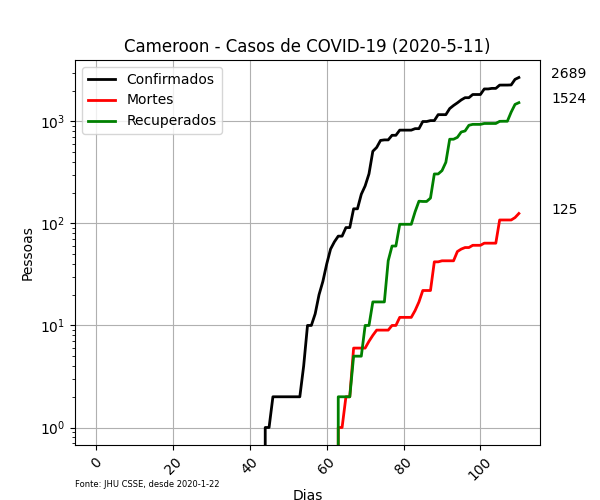 Cameroon - Casos de COVID-19 (2020-5-11)
Confirmados
Mortes
Recuperados
2689
1524
125
10³
10²
10¹
10⁰
Pessoas
0 20 40 60 80 100
Fonte: JHU CSSE, desde 2020-1-22
Dias